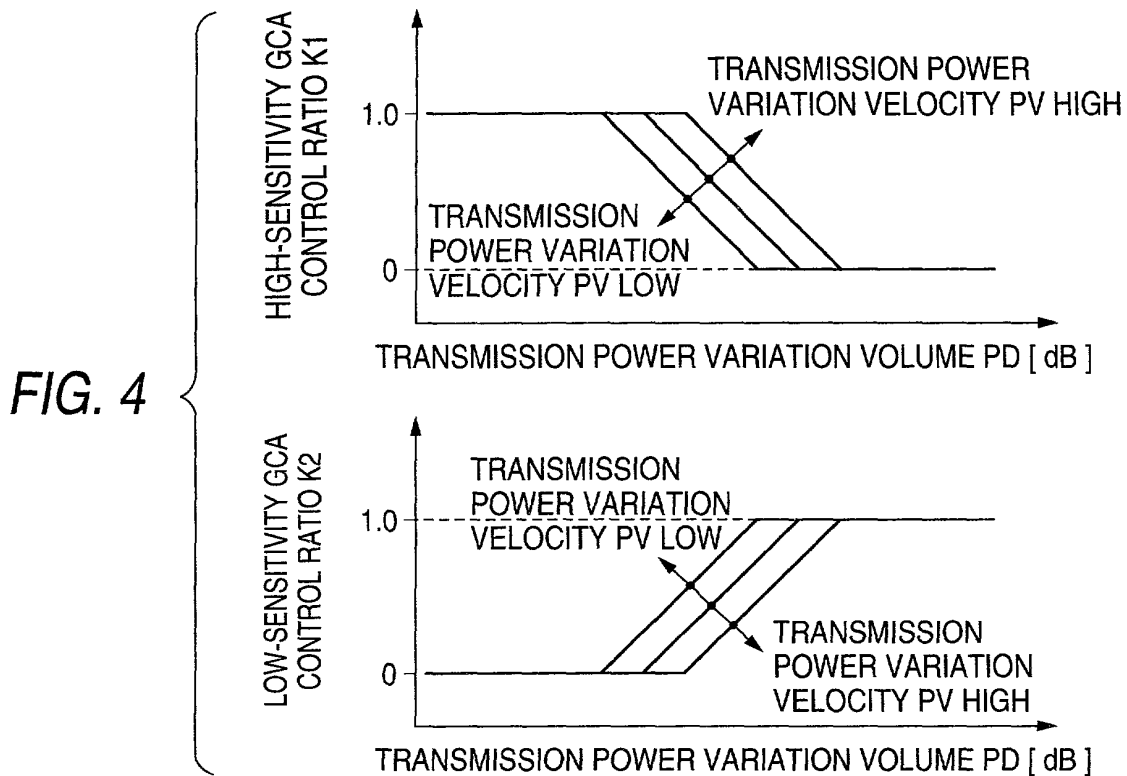 FIG. 4
HIGH-SENSITIVITY GCA
CONTROL RATIO K1
1.0
0
TRANSMISSION POWER
VARIATION VELOCITY PV HIGH
TRANSMISSION
POWER VARIATION
VELOCITY PV LOW
TRANSMISSION POWER VARIATION VOLUME PD [ dB ]
LOW-SENSITIVITY GCA
CONTROL RATIO K2
1.0
0
TRANSMISSION
POWER VARIATION
VELOCITY PV LOW
TRANSMISSION
POWER VARIATION
VELOCITY PV HIGH
TRANSMISSION POWER VARIATION VOLUME PD [ dB ]